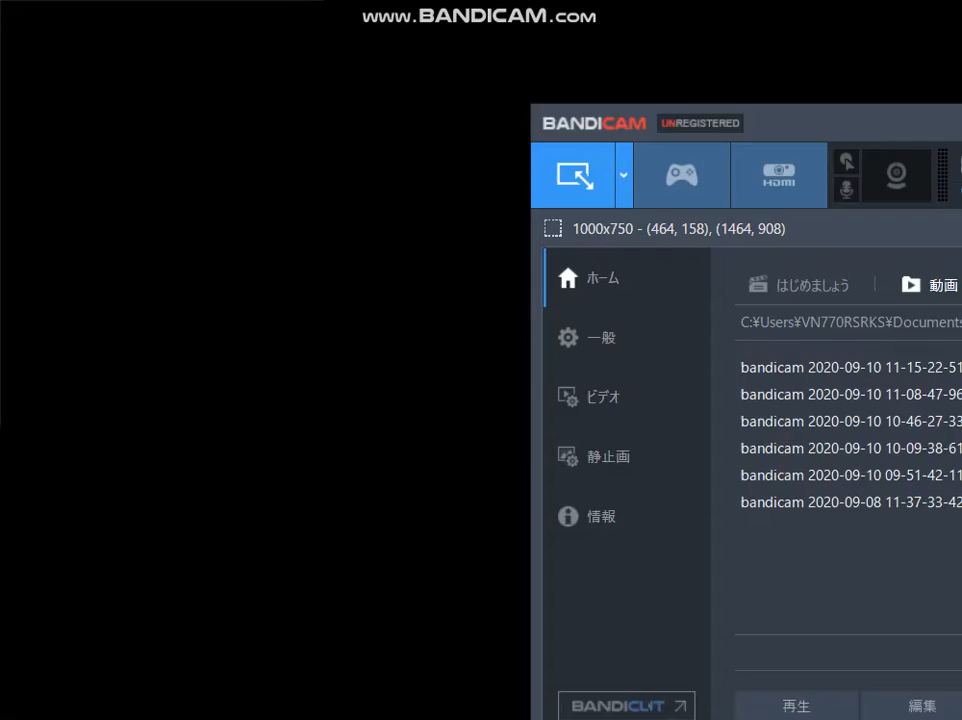 www.BANDICAM.COM
BANDICAM UNREGISTERED
HDMI
1000x750 - (464, 158), (1464, 908)
ホーム
一般
ビデオ
静止画
情報
はじめましょう
動画
C:¥Users¥VN770RSRKS¥Documents
bandicam 2020-09-10 11-15-22-51
bandicam 2020-09-10 11-08-47-96
bandicam 2020-09-10 10-46-27-33
bandicam 2020-09-10 10-09-38-61
bandicam 2020-09-10 09-51-42-11
bandicam 2020-09-08 11-37-33-42
BANDICUT
再生
編集